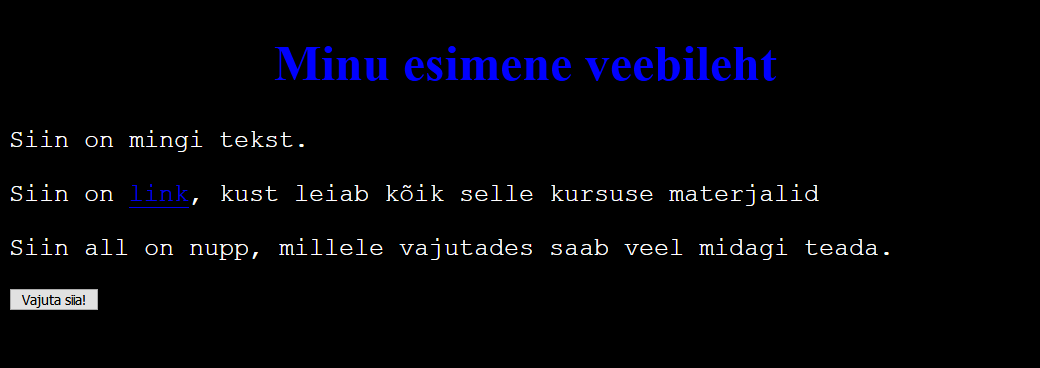 Minu esimene veebileht
Siin on mingi tekst.
Siin on link, kust leiab kõik selle kursuse materjalid
Siin all on nupp, millele vajutades saab veel midagi teada.
Vajuta siia!